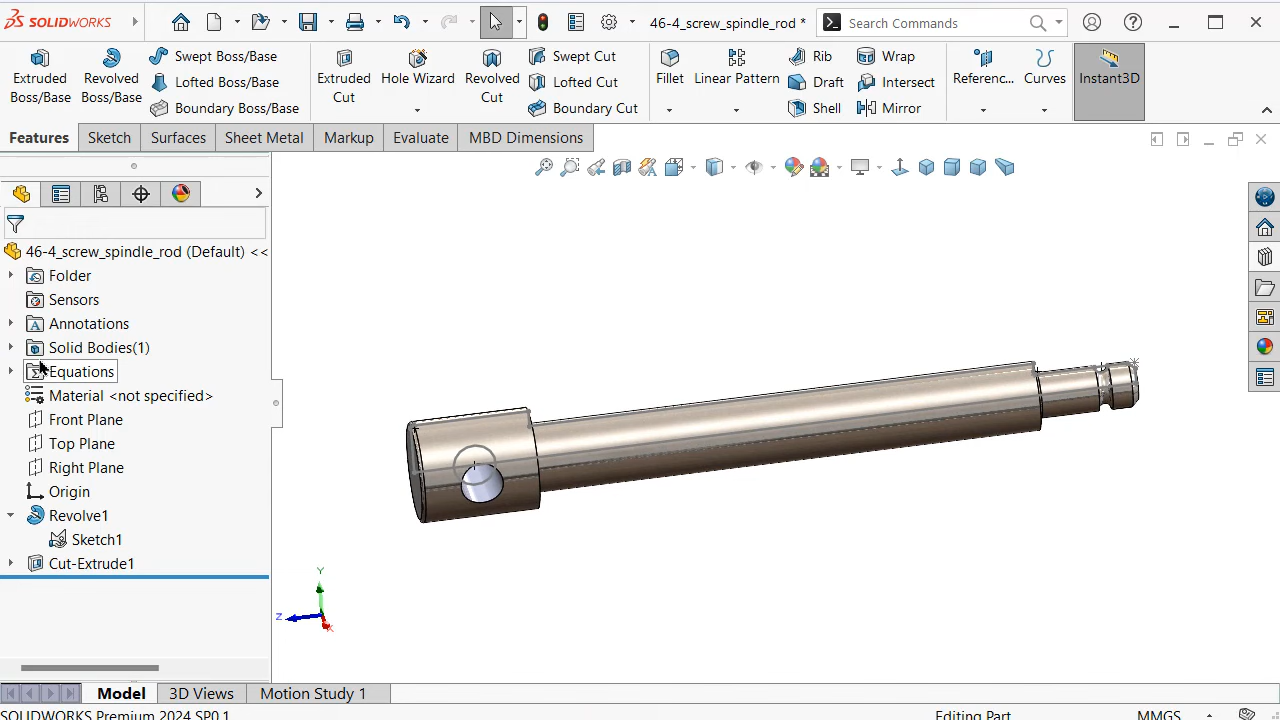 SOLIDWORKS
46-4_screw_spindle_rod *
Search Commands
Extruded Boss/Base
Revolved Boss/Base
Swept Boss/Base
Lofted Boss/Base
Boundary Boss/Base
Extruded Cut
Hole Wizard
Revolved Cut
Swept Cut
Lofted Cut
Boundary Cut
Fillet
Linear Pattern
Rib
Draft
Shell
Wrap
Intersect
Mirror
Referenc...
Curves
Instant3D
Features
Sketch
Surfaces
Sheet Metal
Markup
Evaluate
MBD Dimensions
46-4_screw_spindle_rod (Default) <<
Folder
Sensors
Annotations
Solid Bodies(1)
Equations
Material <not specified>
Front Plane
Top Plane
Right Plane
Origin
Revolve1
Sketch1
Cut-Extrude1
Y
Z
X
Model
3D Views
Motion Study 1
SOLIDWORKS Premium 2024 SP0.1
Editing Part
MMGS